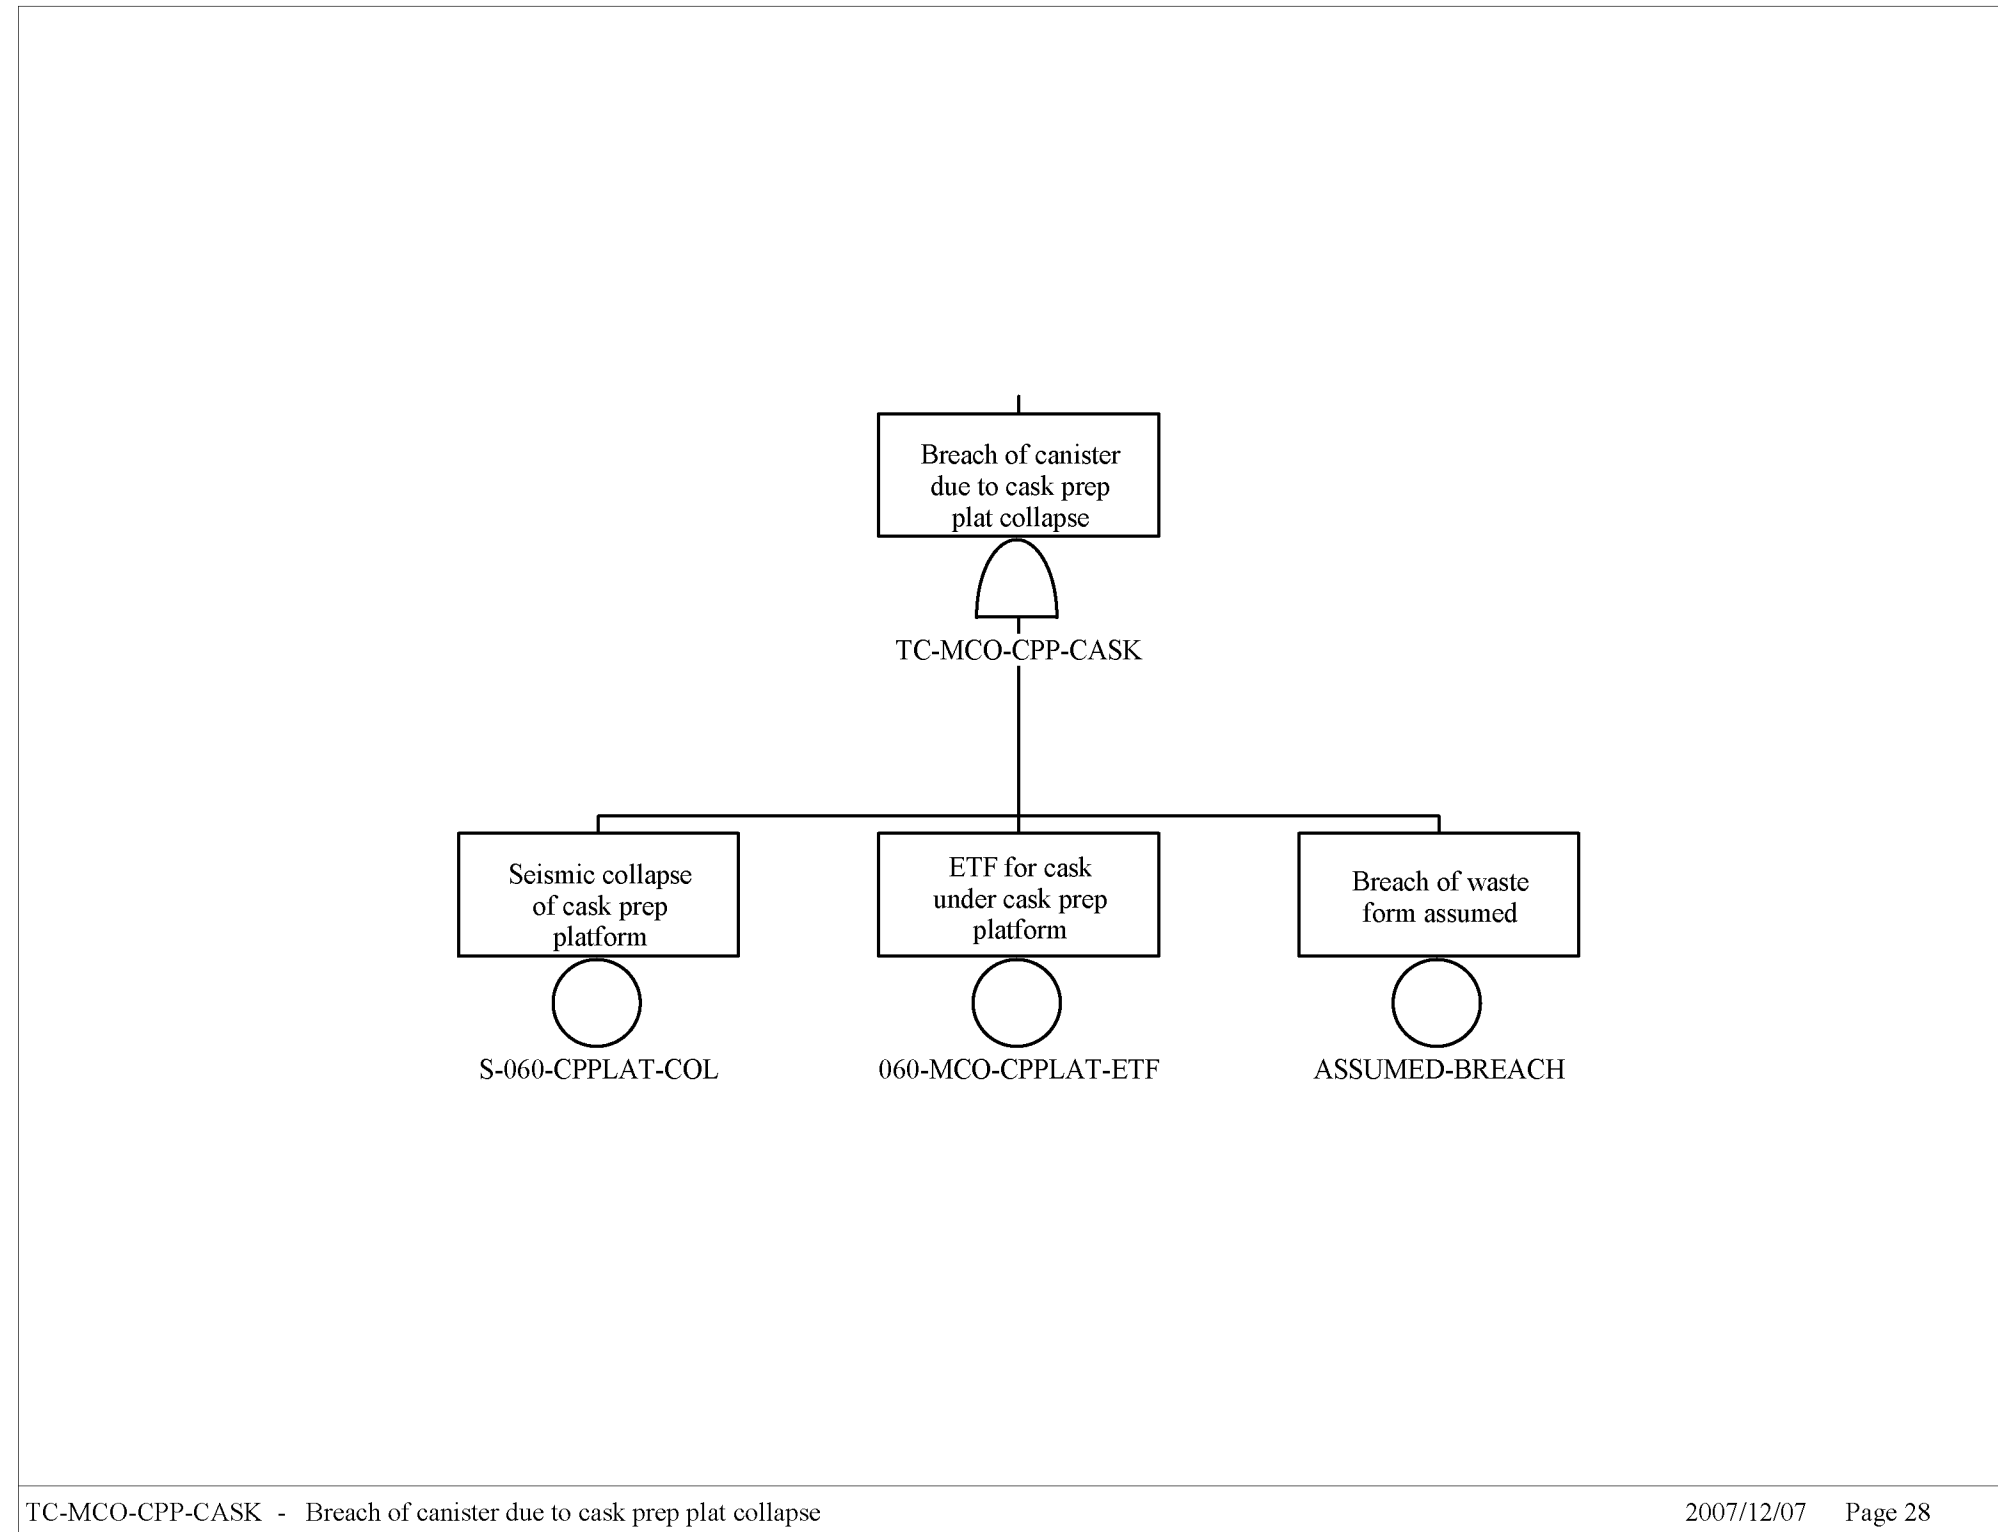 Breach of canister
due to cask prep
plat collapse
TC-MCO-CPP-CASK
Seismic collapse
of cask prep
platform
S-060-CPPLAT-COL
ETF for cask
under cask prep
platform
060-MCO-CPPLAT-ETF
Breach of waste
form assumed
ASSUMED-BREACH
TC-MCO-CPP-CASK - Breach of canister due to cask prep plat collapse
2007/12/07 Page 28